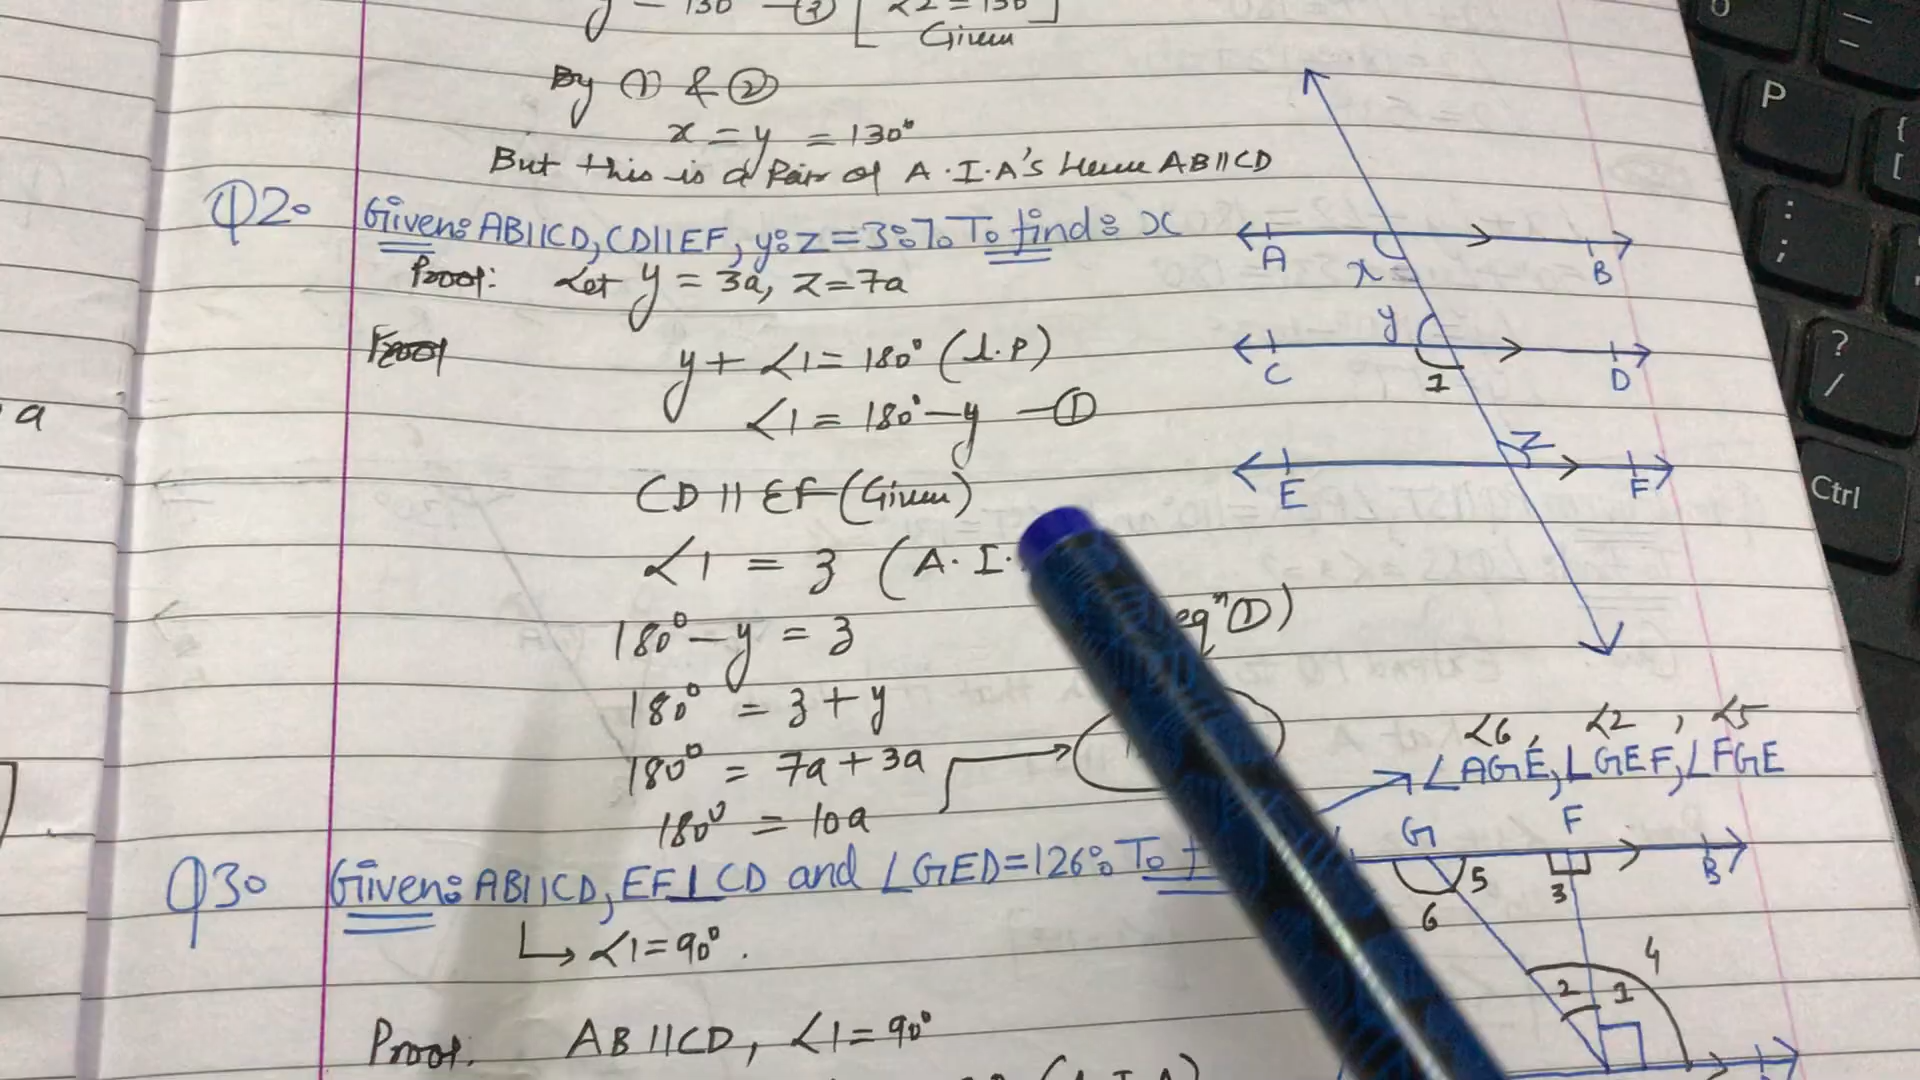 Given
By ① & ②
x = y = 130°
But this is a Pair of A.I.A's Hence AB||CD
Q2.
Given: AB||CD, CD||EF, y:z=3:7. To find: x
Proof: Let y = 3a, z=7a
y + ∠1 = 180° (L.P)
∠1 = 180° - y —①
CD || EF (Given)
∠1 = z (A.I.
180° - y = z
eqⁿ ①)
180° = z + y
180° = 7a + 3a
180° = 10a
A
B
x
y
C
D
1
z
E
F
∠6, ∠2, ∠5
∠AGE, ∠GEF, ∠FGE
Q3.
Given: AB||CD, EF⊥CD and ∠GED=126°. To
↳ ∠1=90°.
Proof. AB||CD, ∠1=90°
G
F
B
5
3
6
4
2
1
a
P
{
[
:
;
?
/
Ctrl